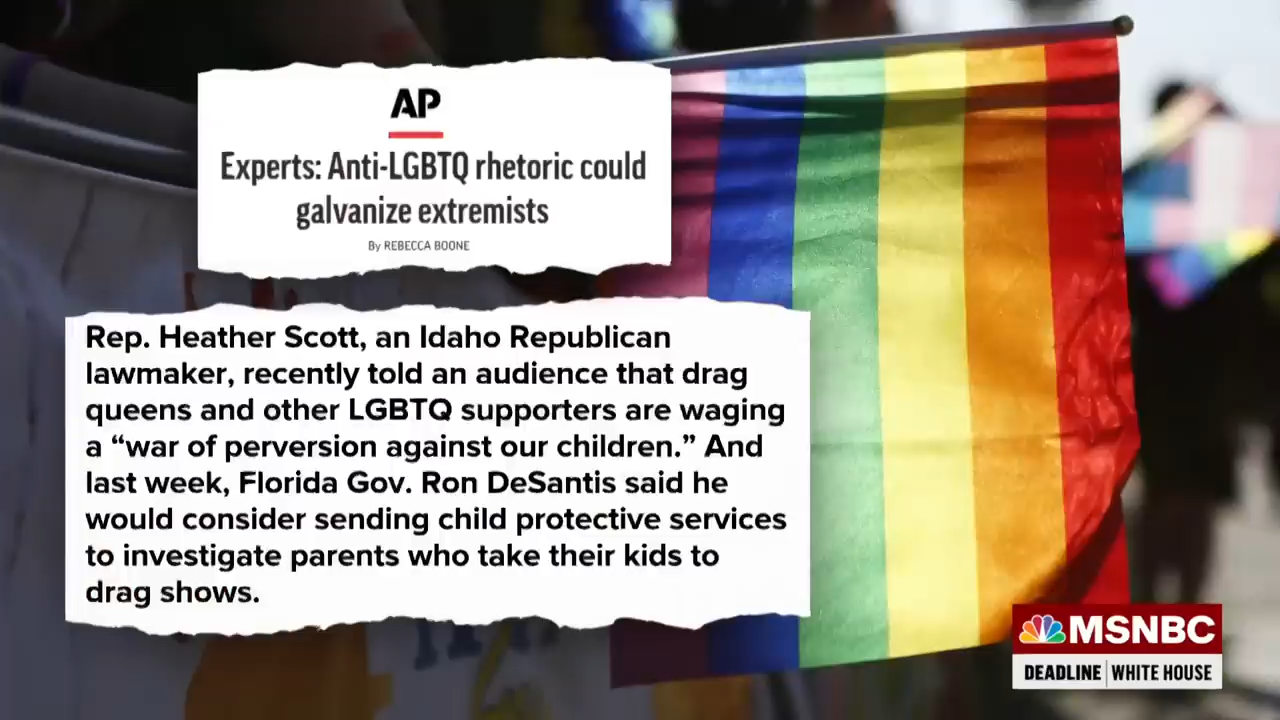 AP
Experts: Anti-LGBTQ rhetoric could
galvanize extremists
By REBECCA BOONE
Rep. Heather Scott, an Idaho Republican
lawmaker, recently told an audience that drag
queens and other LGBTQ supporters are waging
a “war of perversion against our children.” And
last week, Florida Gov. Ron DeSantis said he
would consider sending child protective services
to investigate parents who take their kids to
drag shows.
MSNBC
DEADLINE | WHITE HOUSE